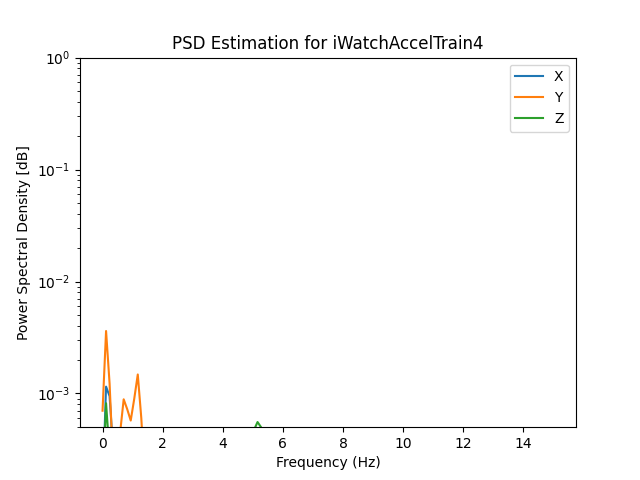 PSD Estimation for iWatchAccelTrain4
Power Spectral Density [dB]
10⁰
10⁻¹
10⁻²
10⁻³
X
Y
Z
0 2 4 6 8 10 12 14
Frequency (Hz)